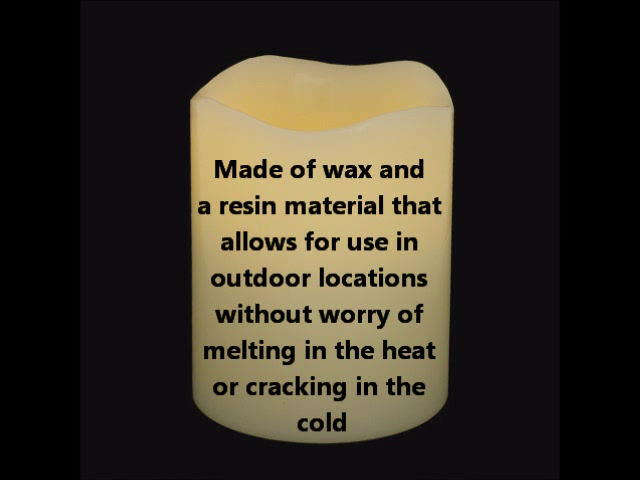 Made of wax and
a resin material that
allows for use in
outdoor locations
without worry of
melting in the heat
or cracking in the
cold